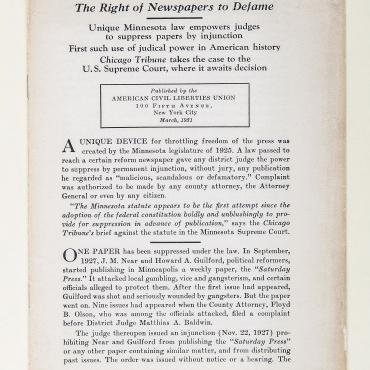 The Right of Newspapers to Defame
Unique Minnesota law empowers judges
to suppress papers by injunction
First such use of judical power in American history
Chicago Tribune takes the case to the
U. S. Supreme Court, where it awaits decision
Published by the
AMERICAN CIVIL LIBERTIES UNION
100 FIFTH AVENUE,
New York City
March, 1931
A UNIQUE DEVICE for throttling freedom of the press was
created by the Minnesota legislature of 1925. A law passed to
reach a certain reform newspaper gave any district judge the power
to suppress by permanent injunction, without jury, any publication
he regarded as "malicious, scandalous or defamatory." Complaint
was authorized to be made by any county attorney, the Attorney
General or even by any citizen.
"The Minnesota statute appears to be the first attempt since the
adoption of the federal constitution boldly and unblushingly to pro-
vide for suppression in advance of publication," says the Chicago
Tribune's brief against the statute in the Minnesota Supreme Court.
ONE PAPER has been suppressed under the law. In September,
1927, J. M. Near and Howard A. Guilford, political reformers,
started publishing in Minneapolis a weekly paper, the "Saturday
Press." It attacked local gambling, vice and gangsterism, and certain
officials alleged to protect them. After the first issue had appeared,
Guilford was shot and seriously wounded by gangsters. But the paper
went on. Nine issues had appeared when the County Attorney, Floyd
B. Olson, who was among the officials attacked, filed a complaint
before District Judge Matthias A. Baldwin.
The judge thereupon issued an injunction (Nov. 22, 1927) pro-
hibiting Near and Guilford from publishing the "Saturday Press"
or any other paper containing similar matter, and from distributing
past issues. The order was issued without notice or a hearing. The